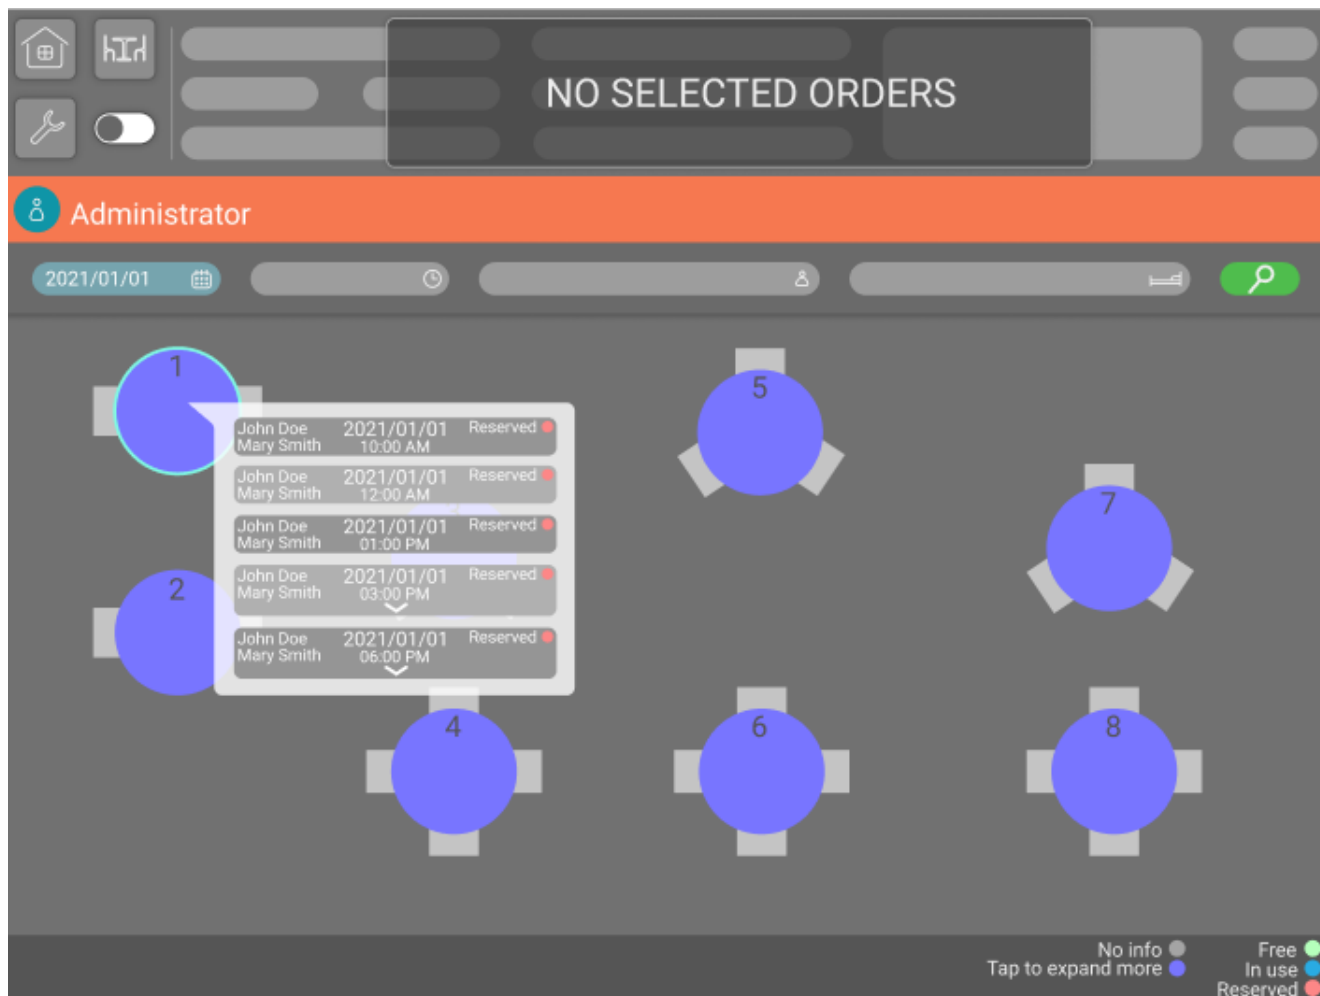 NO SELECTED ORDERS
Administrator
2021/01/01
1
5
7
2
4
6
8
John Doe 2021/01/01 Reserved
Mary Smith 10:00 AM
John Doe 2021/01/01 Reserved
Mary Smith 12:00 AM
John Doe 2021/01/01 Reserved
Mary Smith 01:00 PM
John Doe 2021/01/01 Reserved
Mary Smith 03:00 PM
John Doe 2021/01/01 Reserved
Mary Smith 06:00 PM
No info Free
Tap to expand more In use
Reserved